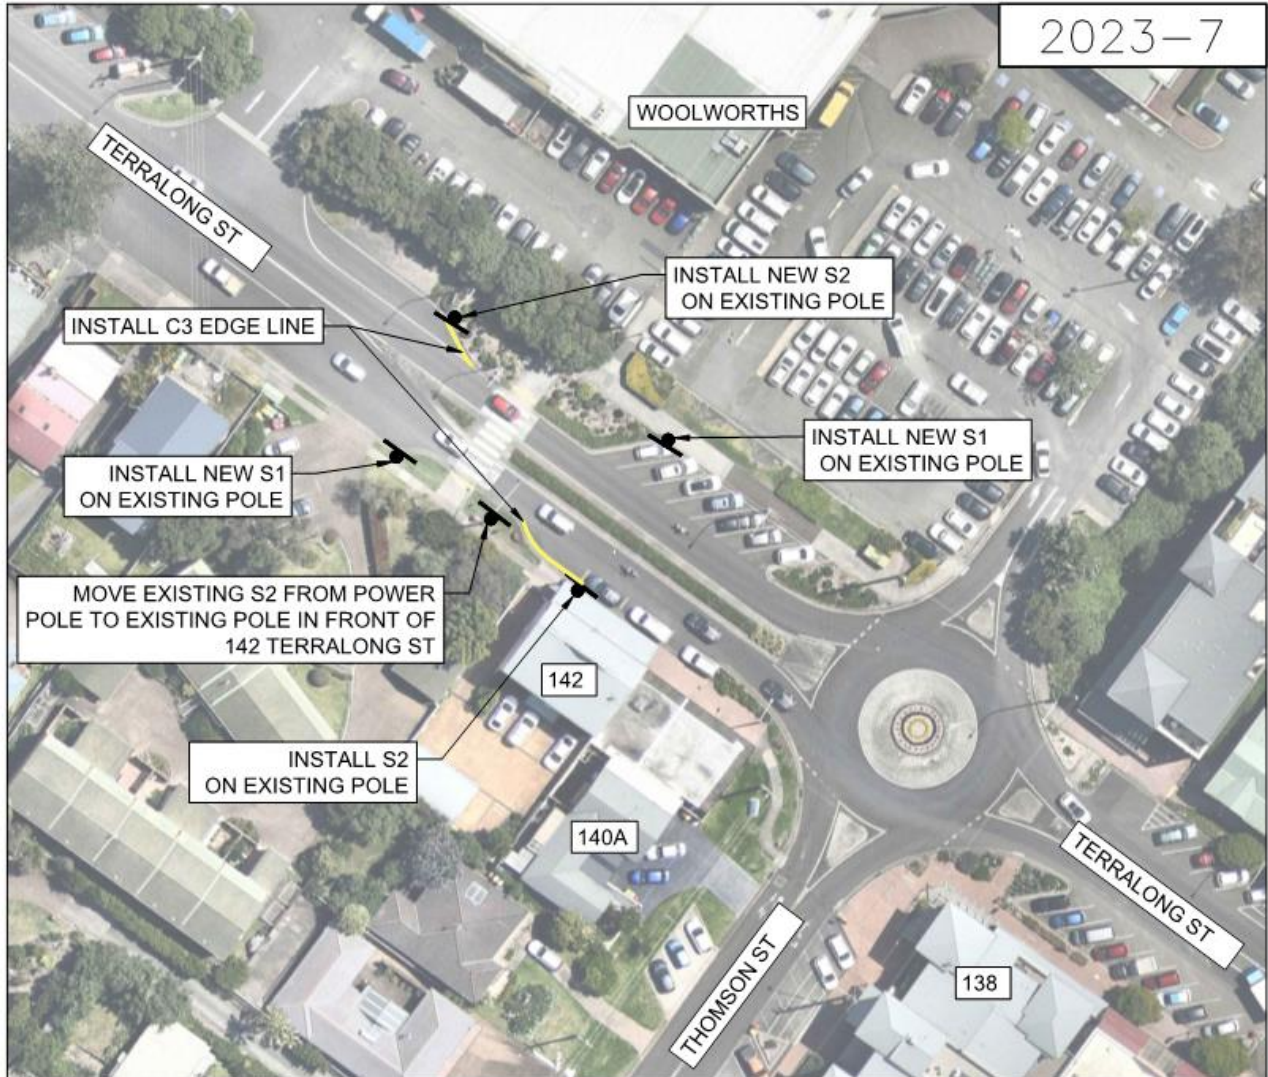 2023-7
WOOLWORTHS
TERRALONG ST
INSTALL NEW S2
ON EXISTING POLE
INSTALL C3 EDGE LINE
INSTALL NEW S1
ON EXISTING POLE
INSTALL NEW S1
ON EXISTING POLE
MOVE EXISTING S2 FROM POWER
POLE TO EXISTING POLE IN FRONT OF
142 TERRALONG ST
142
INSTALL S2
ON EXISTING POLE
140A
TERRALONG ST
THOMSON ST
138